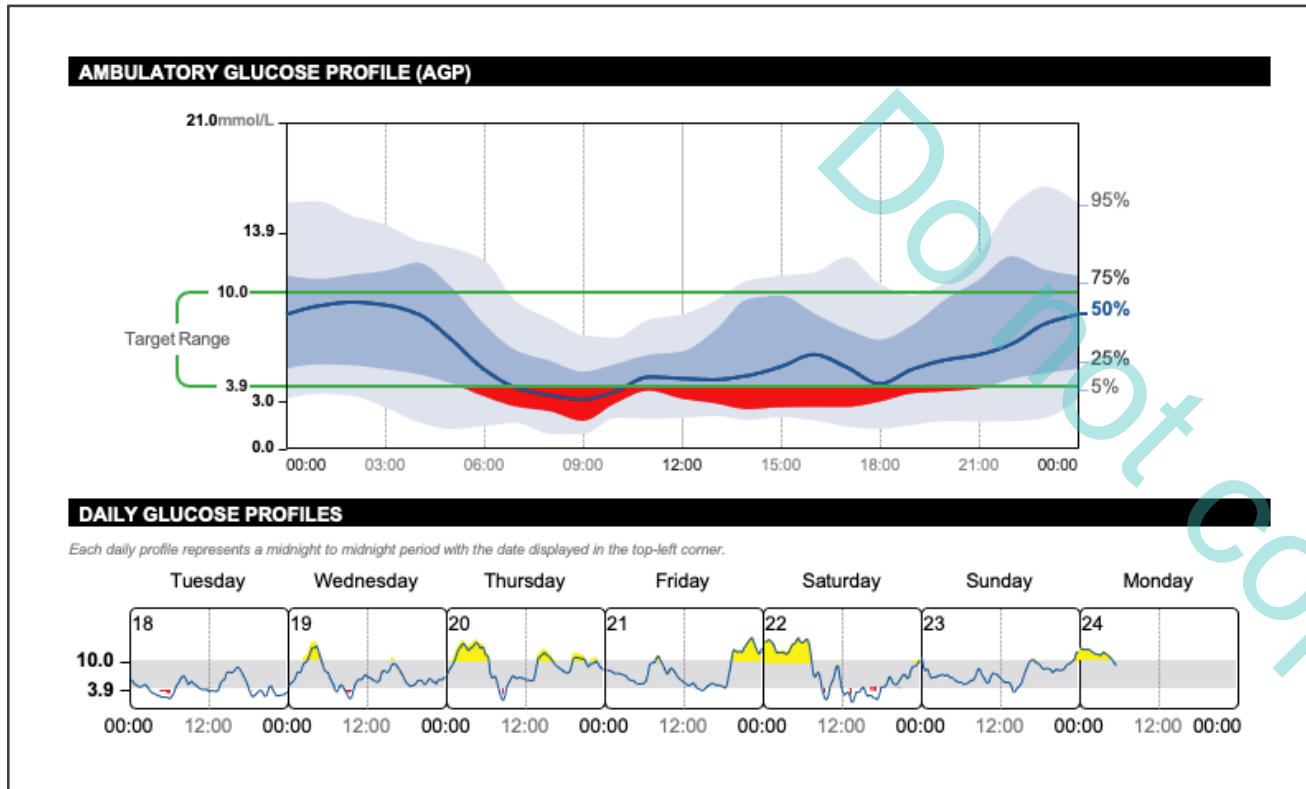 AMBULATORY GLUCOSE PROFILE (AGP)
21.0mmol/L
95%
13.9
75%
10.0
50%
Target Range
25%
3.9
5%
3.0
0.0
00:00 03:00 06:00 09:00 12:00 15:00 18:00 21:00 00:00
DAILY GLUCOSE PROFILES
Each daily profile represents a midnight to midnight period with the date displayed in the top-left corner.
Tuesday Wednesday Thursday Friday Saturday Sunday Monday
18 19 20 21 22 23 24
10.0
3.9
00:00 12:00 00:00 12:00 00:00 12:00 00:00 12:00 00:00 12:00 00:00 12:00 00:00 12:00 00:00
Do not